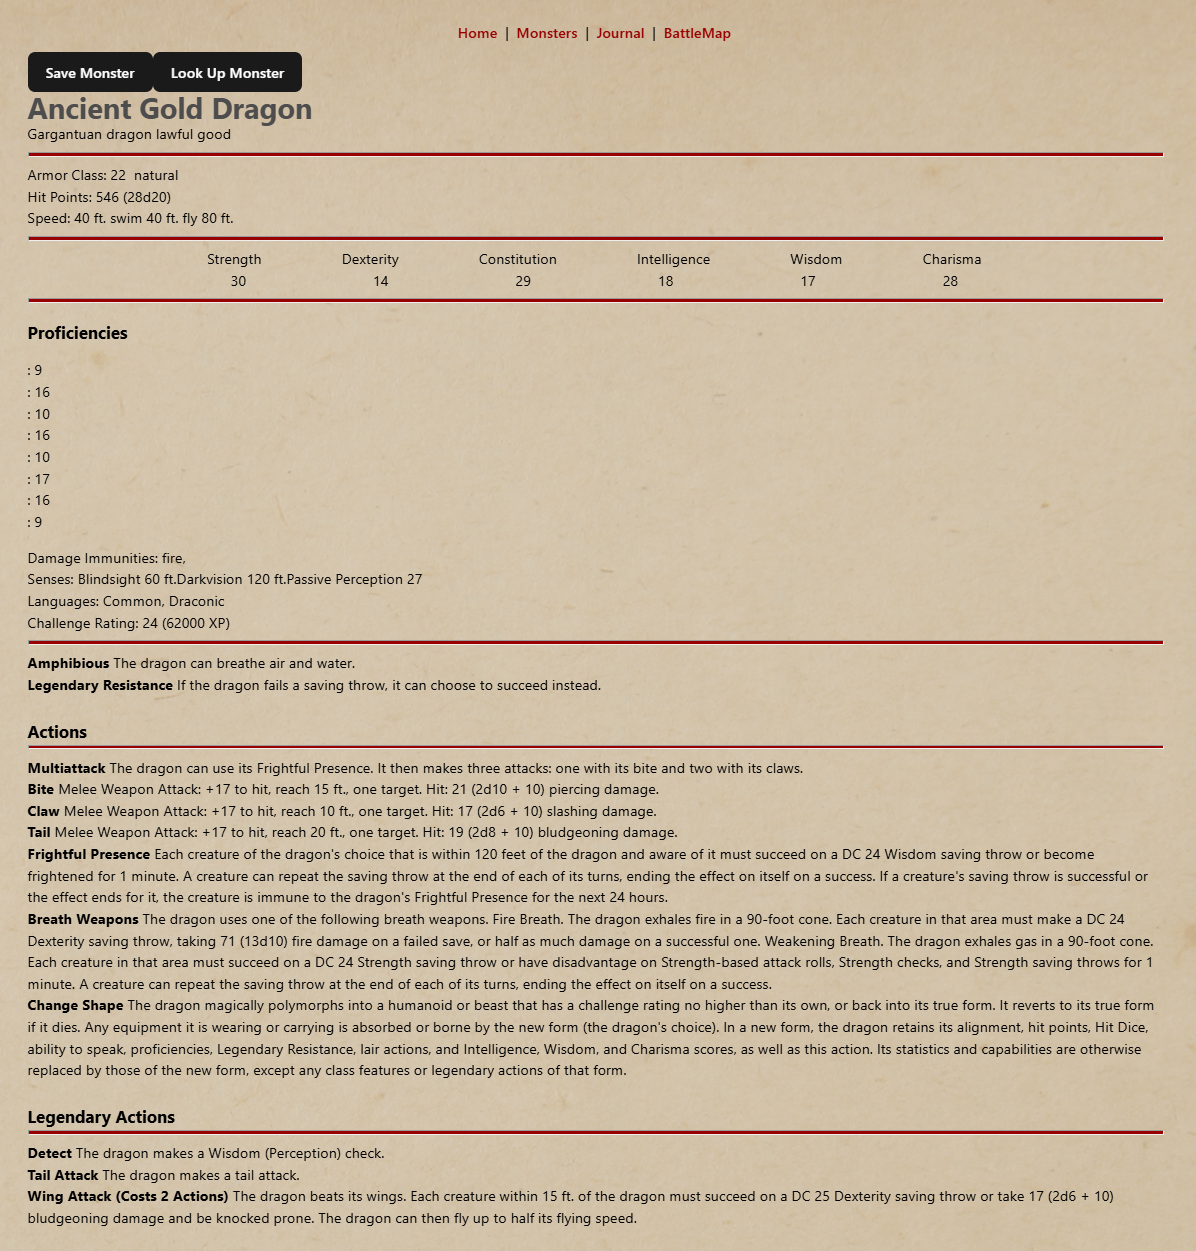 Home | Monsters | Journal | BattleMap
Save Monster Look Up Monster
Ancient Gold Dragon
Gargantuan dragon lawful good
Armor Class: 22 natural
Hit Points: 546 (28d20)
Speed: 40 ft. swim 40 ft. fly 80 ft.
Strength Dexterity Constitution Intelligence Wisdom Charisma
30 14 29 18 17 28
Proficiencies
: 9
: 16
: 10
: 16
: 10
: 17
: 16
: 9
Damage Immunities: fire,
Senses: Blindsight 60 ft.Darkvision 120 ft.Passive Perception 27
Languages: Common, Draconic
Challenge Rating: 24 (62000 XP)
Amphibious The dragon can breathe air and water.
Legendary Resistance If the dragon fails a saving throw, it can choose to succeed instead.
Actions
Multiattack The dragon can use its Frightful Presence. It then makes three attacks: one with its bite and two with its claws.
Bite Melee Weapon Attack: +17 to hit, reach 15 ft., one target. Hit: 21 (2d10 + 10) piercing damage.
Claw Melee Weapon Attack: +17 to hit, reach 10 ft., one target. Hit: 17 (2d6 + 10) slashing damage.
Tail Melee Weapon Attack: +17 to hit, reach 20 ft., one target. Hit: 19 (2d8 + 10) bludgeoning damage.
Frightful Presence Each creature of the dragon's choice that is within 120 feet of the dragon and aware of it must succeed on a DC 24 Wisdom saving throw or become
frightened for 1 minute. A creature can repeat the saving throw at the end of each of its turns, ending the effect on itself on a success. If a creature's saving throw is successful or
the effect ends for it, the creature is immune to the dragon's Frightful Presence for the next 24 hours.
Breath Weapons The dragon uses one of the following breath weapons. Fire Breath. The dragon exhales fire in a 90-foot cone. Each creature in that area must make a DC 24
Dexterity saving throw, taking 71 (13d10) fire damage on a failed save, or half as much damage on a successful one. Weakening Breath. The dragon exhales gas in a 90-foot cone.
Each creature in that area must succeed on a DC 24 Strength saving throw or have disadvantage on Strength-based attack rolls, Strength checks, and Strength saving throws for 1
minute. A creature can repeat the saving throw at the end of each of its turns, ending the effect on itself on a success.
Change Shape The dragon magically polymorphs into a humanoid or beast that has a challenge rating no higher than its own, or back into its true form. It reverts to its true form
if it dies. Any equipment it is wearing or carrying is absorbed or borne by the new form (the dragon's choice). In a new form, the dragon retains its alignment, hit points, Hit Dice,
ability to speak, proficiencies, Legendary Resistance, lair actions, and Intelligence, Wisdom, and Charisma scores, as well as this action. Its statistics and capabilities are otherwise
replaced by those of the new form, except any class features or legendary actions of that form.
Legendary Actions
Detect The dragon makes a Wisdom (Perception) check.
Tail Attack The dragon makes a tail attack.
Wing Attack (Costs 2 Actions) The dragon beats its wings. Each creature within 15 ft. of the dragon must succeed on a DC 25 Dexterity saving throw or take 17 (2d6 + 10)
bludgeoning damage and be knocked prone. The dragon can then fly up to half its flying speed.